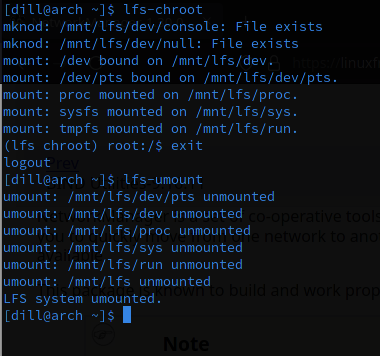 [dill@arch ~]$ lfs-chroot
mknod: /mnt/lfs/dev/console: File exists
mknod: /mnt/lfs/dev/null: File exists
mount: /dev bound on /mnt/lfs/dev.
mount: /dev/pts bound on /mnt/lfs/dev/pts.
mount: proc mounted on /mnt/lfs/proc.
mount: sysfs mounted on /mnt/lfs/sys.
mount: tmpfs mounted on /mnt/lfs/run.
(lfs chroot) root:/$ exit
logout
[dill@arch ~]$ lfs-umount
umount: /mnt/lfs/dev/pts unmounted
umount: /mnt/lfs/dev unmounted
umount: /mnt/lfs/proc unmounted
umount: /mnt/lfs/sys unmounted
umount: /mnt/lfs/run unmounted
umount: /mnt/lfs unmounted
LFS system umounted.
[dill@arch ~]$
Note